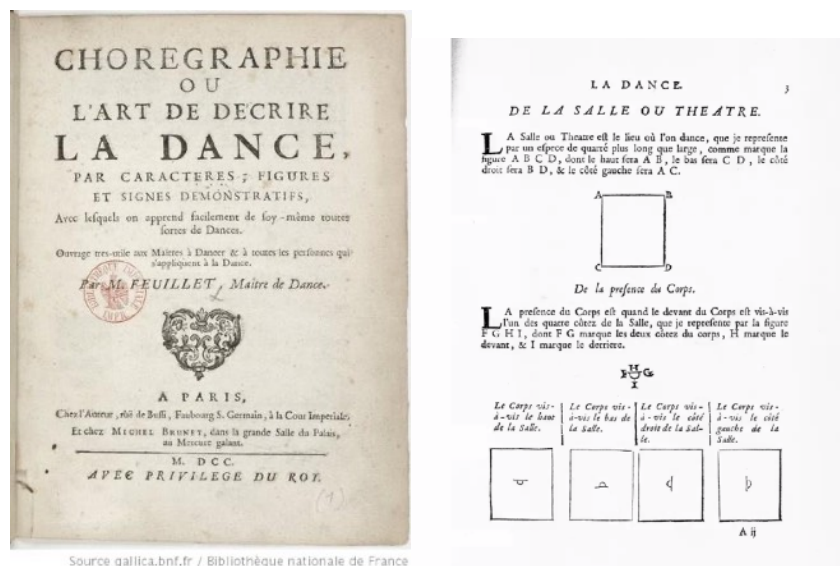 CHOREGRAPHIE
OU
L'ART DE DECRIRE
LA DANCE,
PAR CARACTERES, FIGURES
ET SIGNES DÉMONSTRATIFS,
Avec lesquels on apprend facilement de soy-même toutes
sortes de Dances.
Ouvrage tres-utile aux Maîtres à Dancer & à toutes les personnes qui
s'appliquent à la Dance.
Par M. FEUILLET, Maître de Dance.
A PARIS,
Chez l'Auteur, ruë de Bussi, Faubourg S. Germain, à la Cour Imperiale.
Et chez MICHEL BRUNET, dans la grande Salle du Palais,
au Mercure galant.
M. DCC.
AVEC PRIVILEGE DU ROY.
(1)
Source gallica.bnf.fr / Bibliothèque nationale de France
LA DANCE. 3
DE LA SALLE OU THEATRE.
LA Salle ou Theatre est le lieu où l'on dance, que je represente
par un espece de quarré plus long que large, comme marque la
figure A B C D, dont le haut sera A B, le bas sera C D, le côté
droit sera B D, & le côté gauche sera A C.
A B
C D
De la presence du Corps.
LA presence du Corps est quand le devant du Corps est vis-à-vis
l'un des quatre côtez de la Salle, que je represente par la figure
F G H I, dont F G marque les deux côtez du corps, H marque le
devant, & I marque le derriere.
H
F G
I
Le Corps vis-
à-vis le haut
de la Salle.
Le Corps vis-
à-vis le bas de
la Salle.
Le Corps vis-
à-vis le côté
droit de la Sal-
le.
Le Corps vis-
à-vis le côté
gauche de la
Salle.
A ij